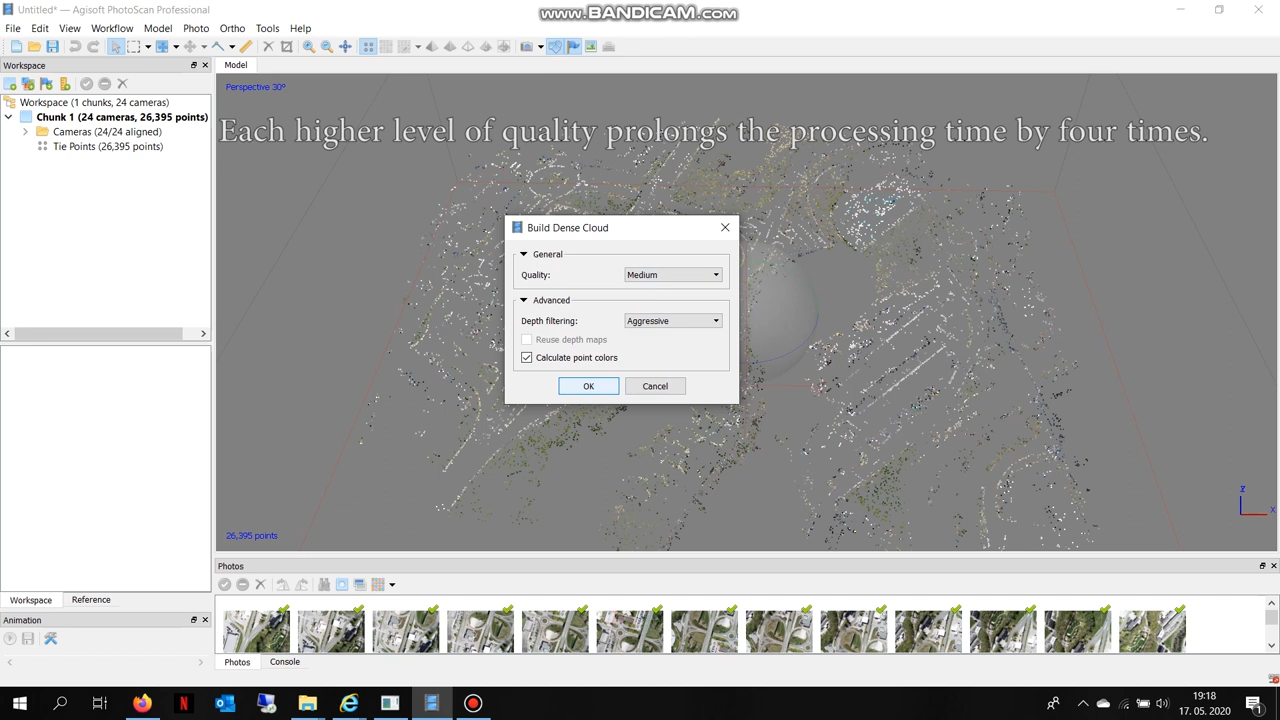 Untitled* — Agisoft PhotoScan Professional
www.BANDICAM.com
File Edit View Workflow Model Photo Ortho Tools Help
Workspace
Model
Workspace (1 chunks, 24 cameras)
Chunk 1 (24 cameras, 26,395 points)
Cameras (24/24 aligned)
Tie Points (26,395 points)
Perspective 30°
Each higher level of quality prolongs the processing time by four times.
Build Dense Cloud
General
Quality: Medium
Advanced
Depth filtering: Aggressive
Reuse depth maps
Calculate point colors
OK Cancel
Z
X
26,395 points
Photos
Workspace Reference
Animation
Photos Console
19:18
17. 05. 2020
1